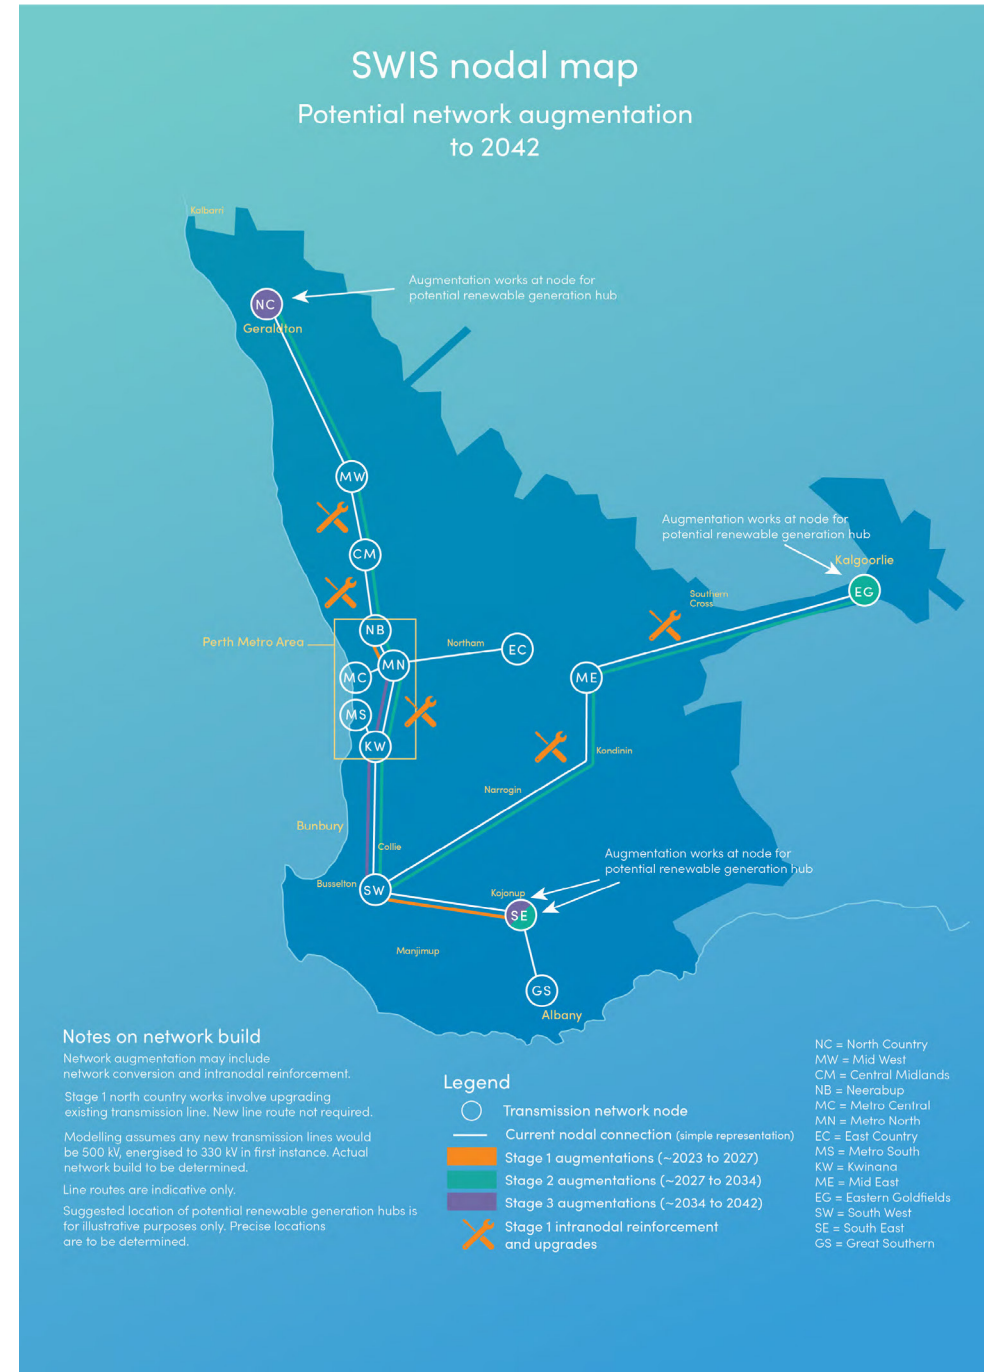 SWIS nodal map
Potential network augmentation
to 2042
Kalbarri
Augmentation works at node for
potential renewable generation hub
NC
Geraldton
MW
Augmentation works at node for
potential renewable generation hub
CM
Kalgoorlie
EG
Southern
Cross
NB
Perth Metro Area
Northam
EC
MN
MC
ME
MS
KW
Kondinin
Narrogin
Bunbury
Collie
Augmentation works at node for
potential renewable generation hub
Busselton
SW
Kojonup
SE
Manjimup
GS
Albany
Notes on network build
Network augmentation may include
network conversion and intranodal reinforcement.
Stage 1 north country works involve upgrading
existing transmission line. New line route not required.
Modelling assumes any new transmission lines would
be 500 kV, energised to 330 kV in first instance. Actual
network build to be determined.
Line routes are indicative only.
Suggested location of potential renewable generation hubs is
for illustrative purposes only. Precise locations
are to be determined.
Legend
Transmission network node
Current nodal connection (simple representation)
Stage 1 augmentations (~2023 to 2027)
Stage 2 augmentations (~2027 to 2034)
Stage 3 augmentations (~2034 to 2042)
Stage 1 intranodal reinforcement
and upgrades
NC = North Country
MW = Mid West
CM = Central Midlands
NB = Neerabup
MC = Metro Central
MN = Metro North
EC = East Country
MS = Metro South
KW = Kwinana
ME = Mid East
EG = Eastern Goldfields
SW = South West
SE = South East
GS = Great Southern